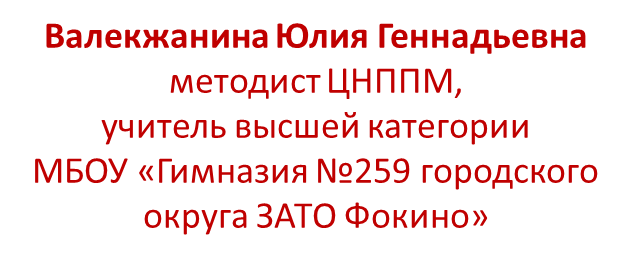 Валекжанина Юлия Геннадьевна
методист ЦНППМ,
учитель высшей категории
МБОУ «Гимназия №259 городского
округа ЗАТО Фокино»